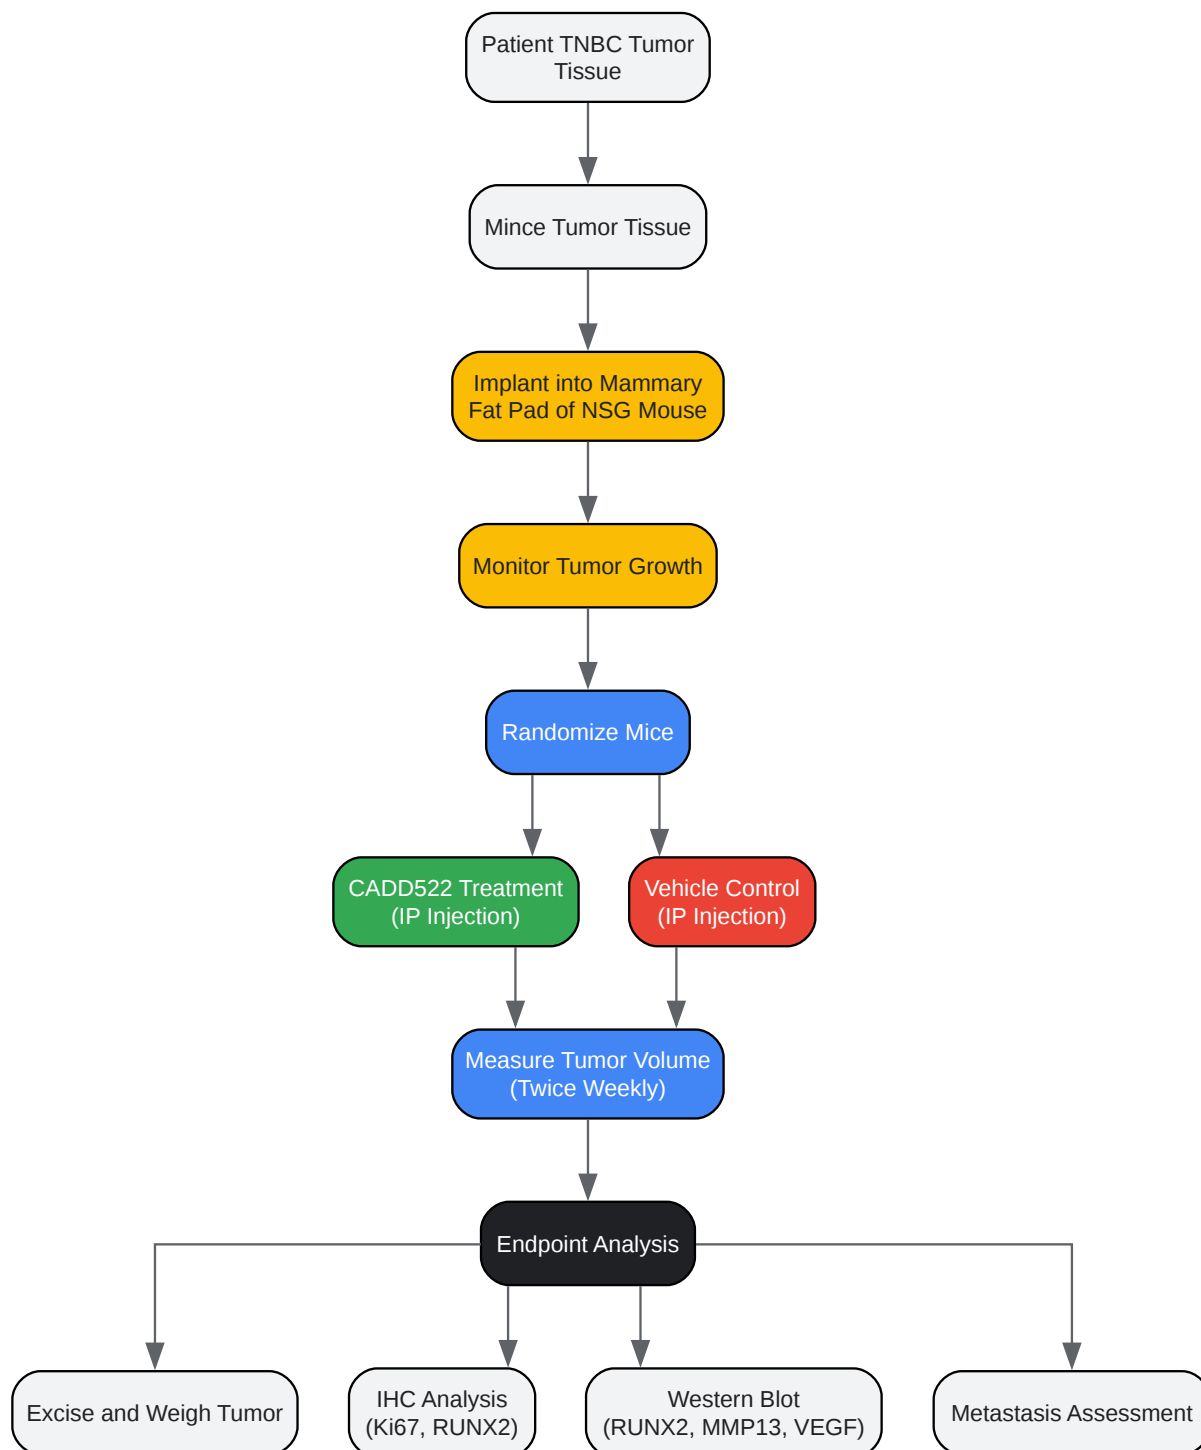 Patient TNBC Tumor
Tissue
Mince Tumor Tissue
Implant into Mammary
Fat Pad of NSG Mouse
Monitor Tumor Growth
Randomize Mice
CADD522 Treatment
(IP Injection)
Vehicle Control
(IP Injection)
Measure Tumor Volume
(Twice Weekly)
Endpoint Analysis
Excise and Weigh Tumor
IHC Analysis
(Ki67, RUNX2)
Western Blot
(RUNX2, MMP13, VEGF)
Metastasis Assessment